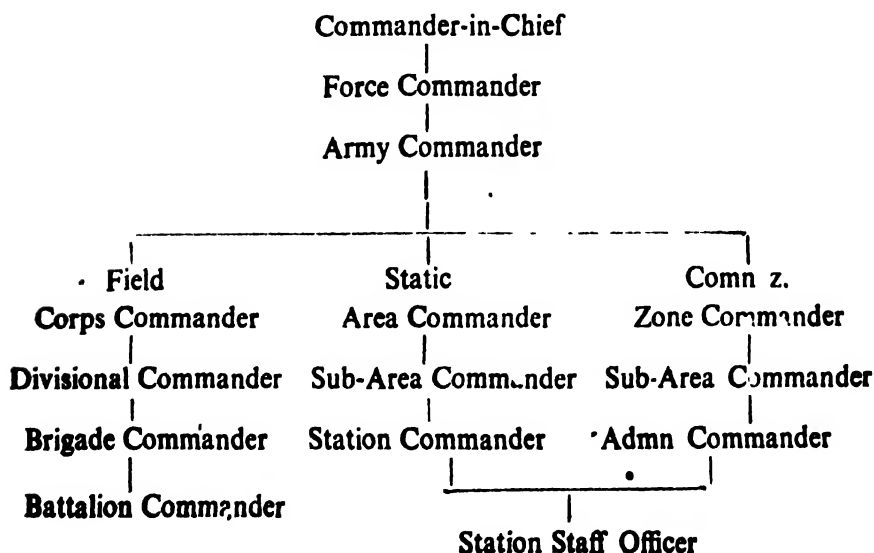 Commander-in-Chief
Force Commander
Army Commander
Field Static Comn z.
Corps Commander Area Commander Zone Commander
Divisional Commander Sub-Area Commander Sub-Area Commander
Brigade Commander Station Commander Admn Commander
Battalion Commander
Station Staff Officer